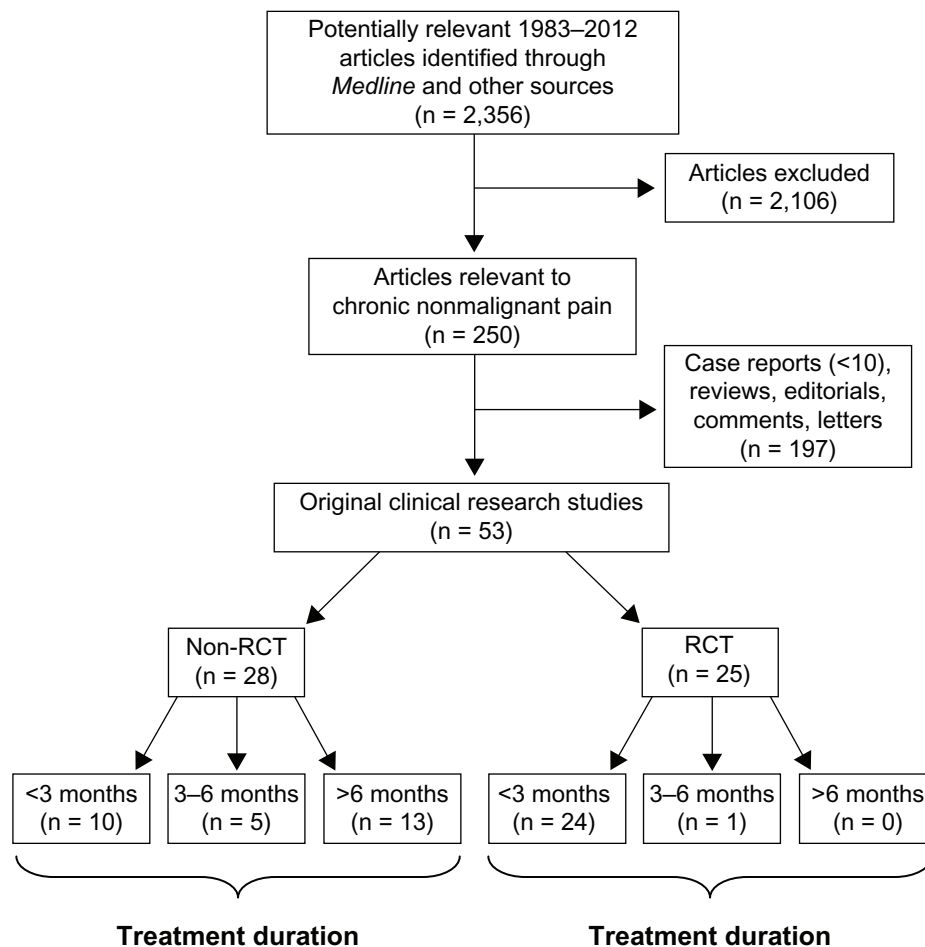 Potentially relevant 1983–2012
articles identified through
Medline and other sources
(n = 2,356)
Articles excluded
(n = 2,106)
Articles relevant to
chronic nonmalignant pain
(n = 250)
Case reports (<10),
reviews, editorials,
comments, letters
(n = 197)
Original clinical research studies
(n = 53)
Non-RCT
(n = 28)
RCT
(n = 25)
<3 months
(n = 10)
3–6 months
(n = 5)
>6 months
(n = 13)
<3 months
(n = 24)
3–6 months
(n = 1)
>6 months
(n = 0)
Treatment duration
Treatment duration